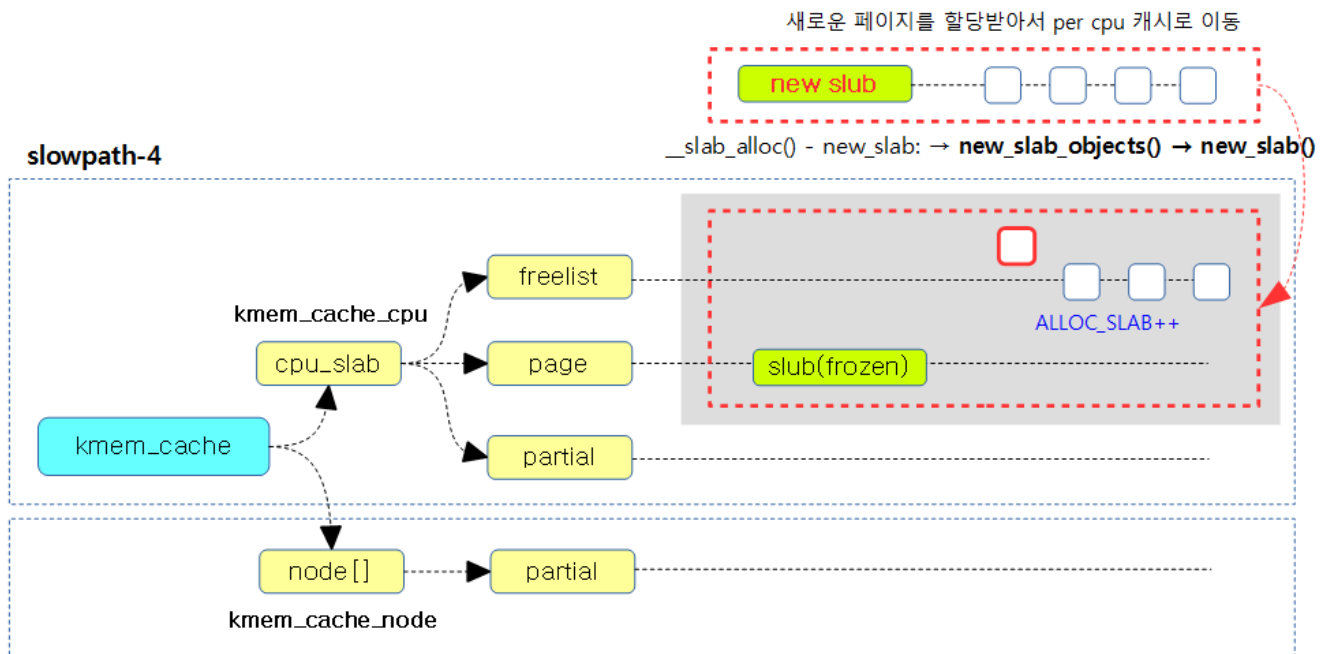 새로운 페이지를 할당받아서 per cpu 캐시로 이동
new slub
__slab_alloc() - new_slab: → new_slab_objects() → new_slab()
slowpath-4
freelist
kmem_cache_cpu
ALLOC_SLAB++
cpu_slab
page
slub(frozen)
kmem_cache
partial
node[]
partial
kmem_cache_node